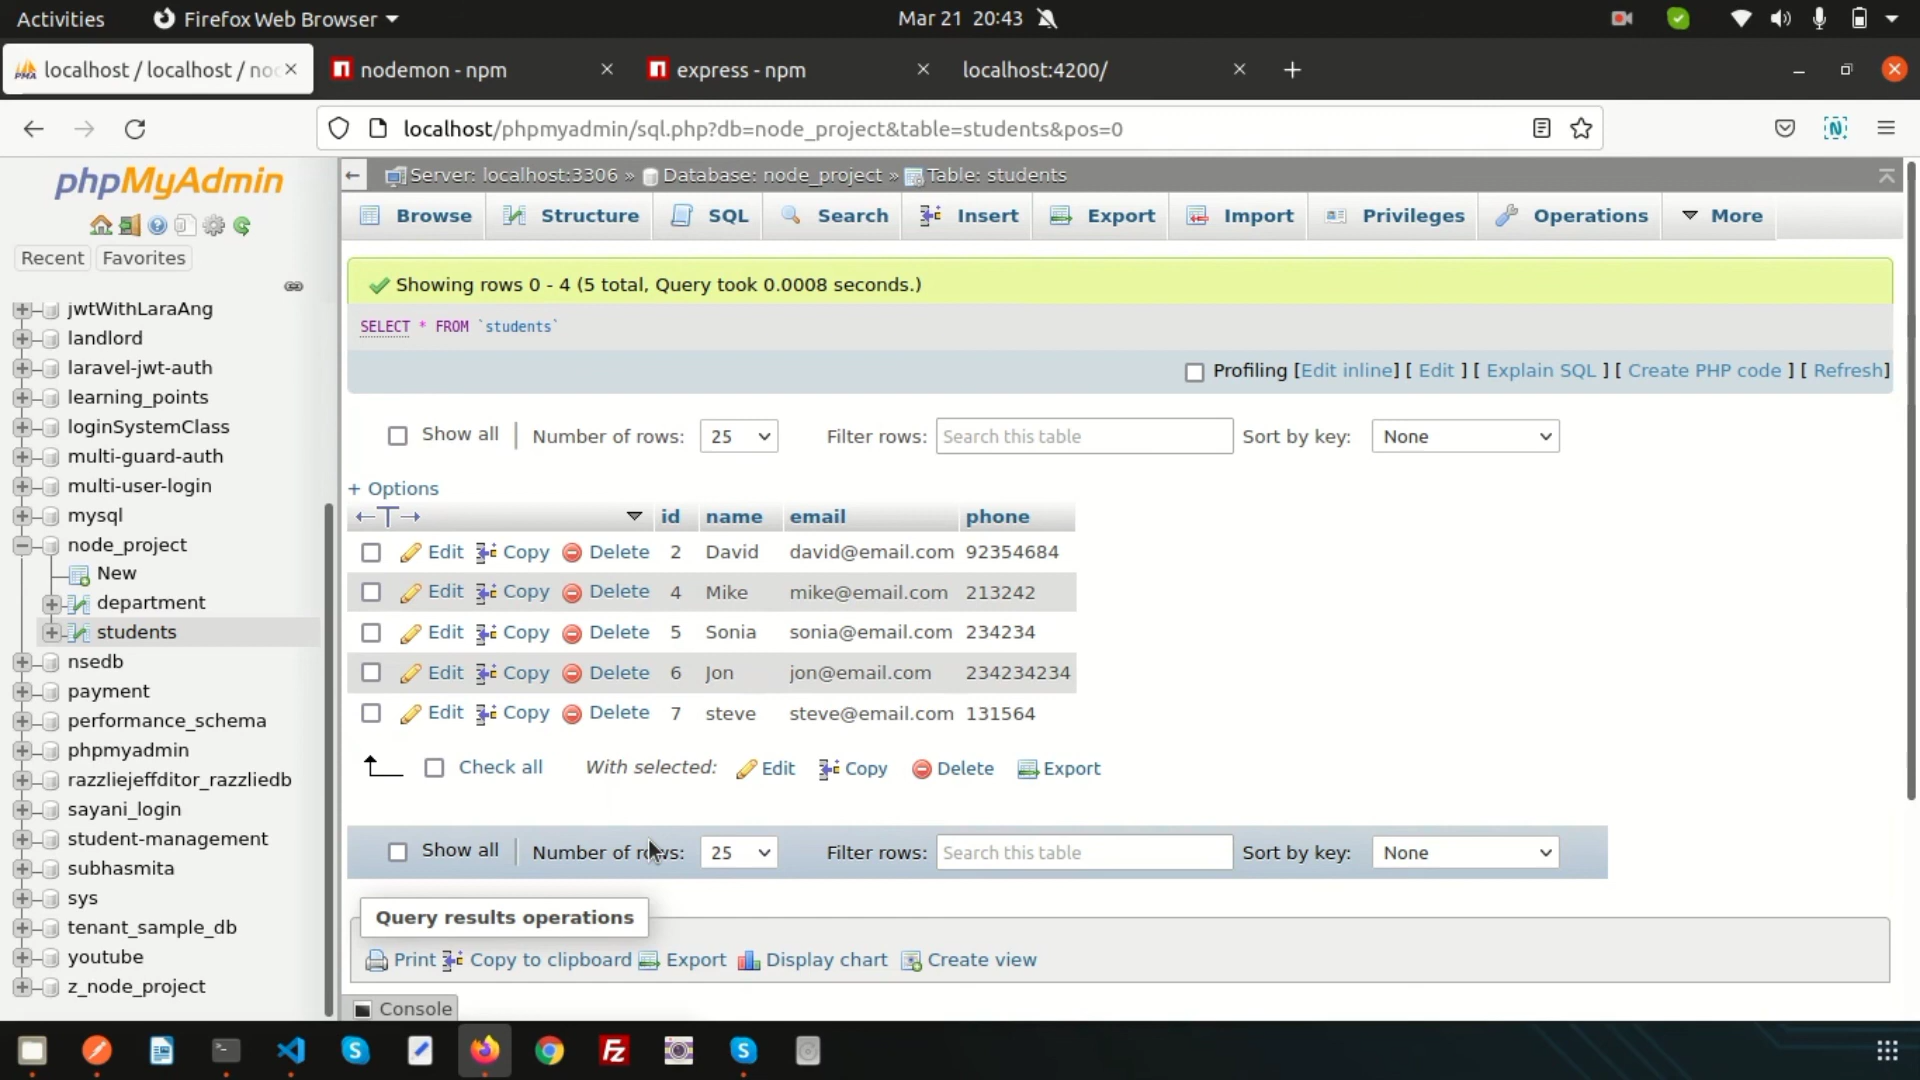 Activities Firefox Web Browser Mar 21 20:43
localhost / localhost / noc nodemon - npm express - npm localhost:4200/
localhost/phpmyadmin/sql.php?db=node_project&table=students&pos=0
phpMyAdmin
Recent Favorites
jwtWithLaraAng
landlord
laravel-jwt-auth
learning_points
loginSystemClass
multi-guard-auth
multi-user-login
mysql
node_project
New
department
students
nsedb
payment
performance_schema
phpmyadmin
razzliejeffditor_razzliedb
sayani_login
student-management
subhasmita
sys
tenant_sample_db
youtube
z_node_project
Server: localhost:3306 » Database: node_project » Table: students
Browse Structure SQL Search Insert Export Import Privileges Operations More
Showing rows 0 - 4 (5 total, Query took 0.0008 seconds.)
SELECT * FROM `students`
Profiling [Edit inline] [ Edit ] [ Explain SQL ] [ Create PHP code ] [ Refresh]
Show all Number of rows: 25 Filter rows: Search this table Sort by key: None
+ Options
id name email phone
Edit Copy Delete 2 David david@email.com 92354684
Edit Copy Delete 4 Mike mike@email.com 213242
Edit Copy Delete 5 Sonia sonia@email.com 234234
Edit Copy Delete 6 Jon jon@email.com 234234234
Edit Copy Delete 7 steve steve@email.com 131564
Check all With selected: Edit Copy Delete Export
Show all Number of rows: 25 Filter rows: Search this table Sort by key: None
Query results operations
Print Copy to clipboard Export Display chart Create view
Console